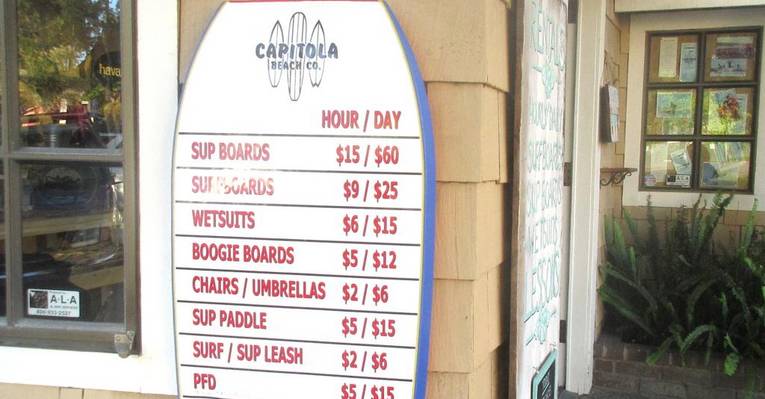 CAPITOLA
BEACH CO.
HOUR / DAY
SUP BOARDS $15 / $60
SURFBOARDS $9 / $25
WETSUITS $6 / $15
BOOGIE BOARDS $5 / $12
CHAIRS / UMBRELLAS $2 / $6
SUP PADDLE $5 / $15
SURF / SUP LEASH $2 / $6
PFD $5 / $15
hava
A·L·A
RENTALS
SURFBOARDS
SUP BOARDS
WETSUITS
LESSONS